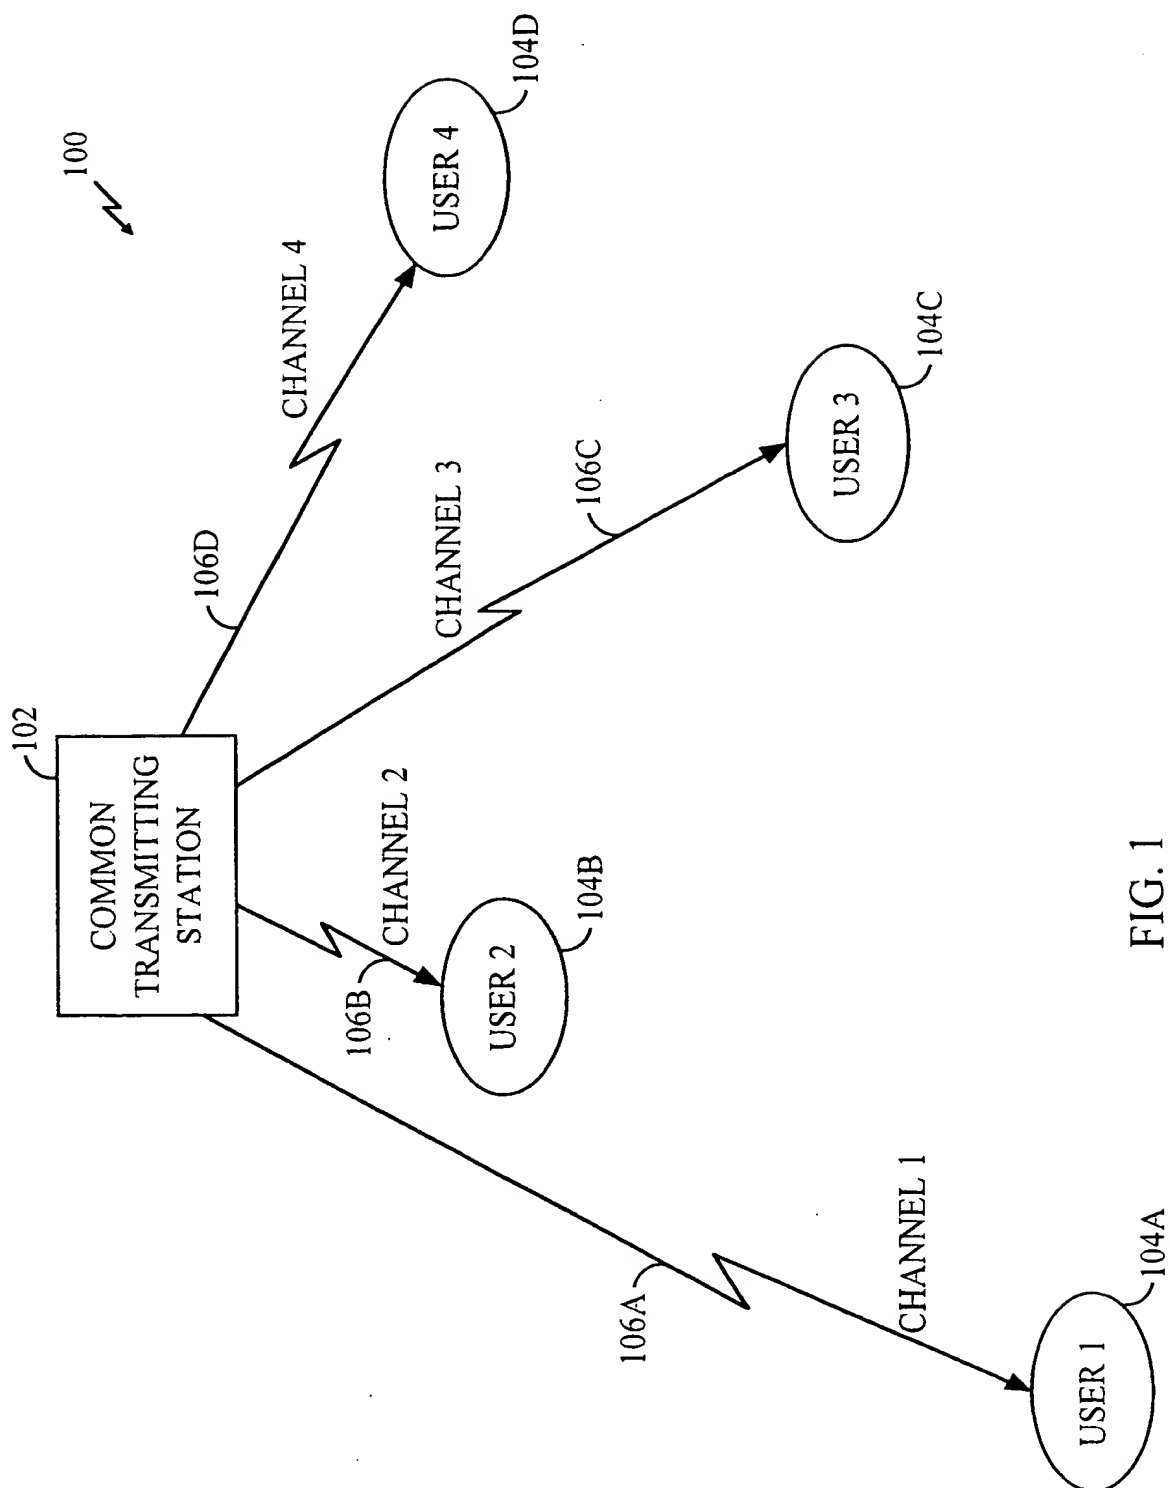 100
102
COMMON
TRANSMITTING
STATION
106D
CHANNEL 4
USER 4
104D
CHANNEL 3
106C
USER 3
104C
CHANNEL 2
106B
USER 2
104B
106A
CHANNEL 1
USER 1
104A
FIG. 1